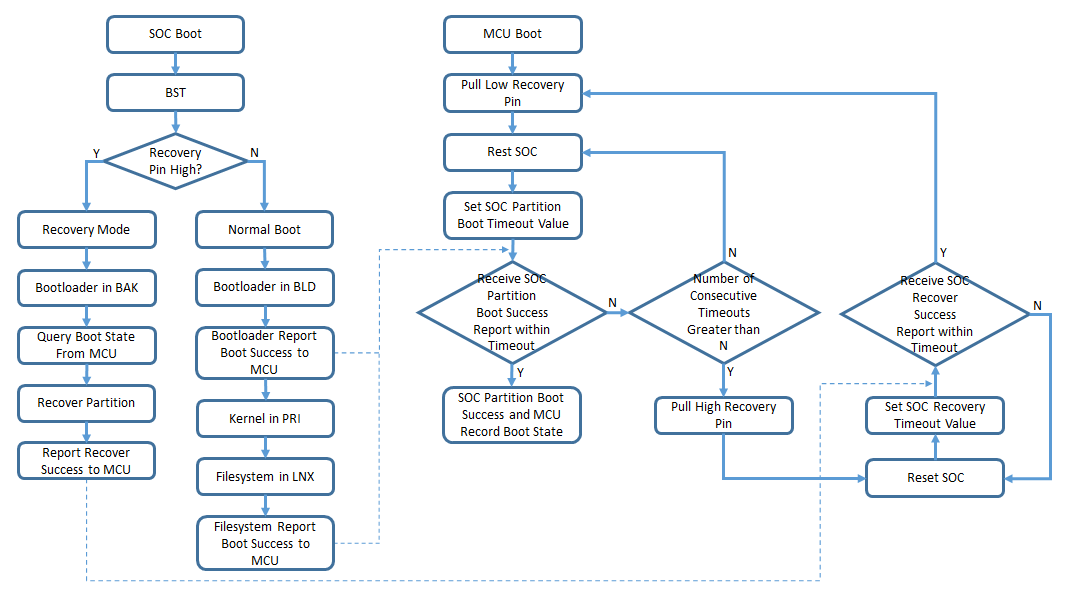 SOC Boot
BST
Recovery
Pin High?
Y
N
Recovery Mode
Bootloader in BAK
Query Boot State
From MCU
Recover Partition
Report Recover
Success to MCU
Normal Boot
Bootloader in BLD
Bootloader Report
Boot Success to
MCU
Kernel in PRI
Filesystem in LNX
Filesystem Report
Boot Success to
MCU
MCU Boot
Pull Low Recovery
Pin
Rest SOC
Set SOC Partition
Boot Timeout Value
Receive SOC
Partition
Boot Success
Report within
Timeout
N
Y
SOC Partition Boot
Success and MCU
Record Boot State
N
Number of
Consecutive
Timeouts
Greater than
N
Y
Pull High Recovery
Pin
Y
Receive SOC
Recover
Success
Report within
Timeout
N
Set SOC Recovery
Timeout Value
Reset SOC